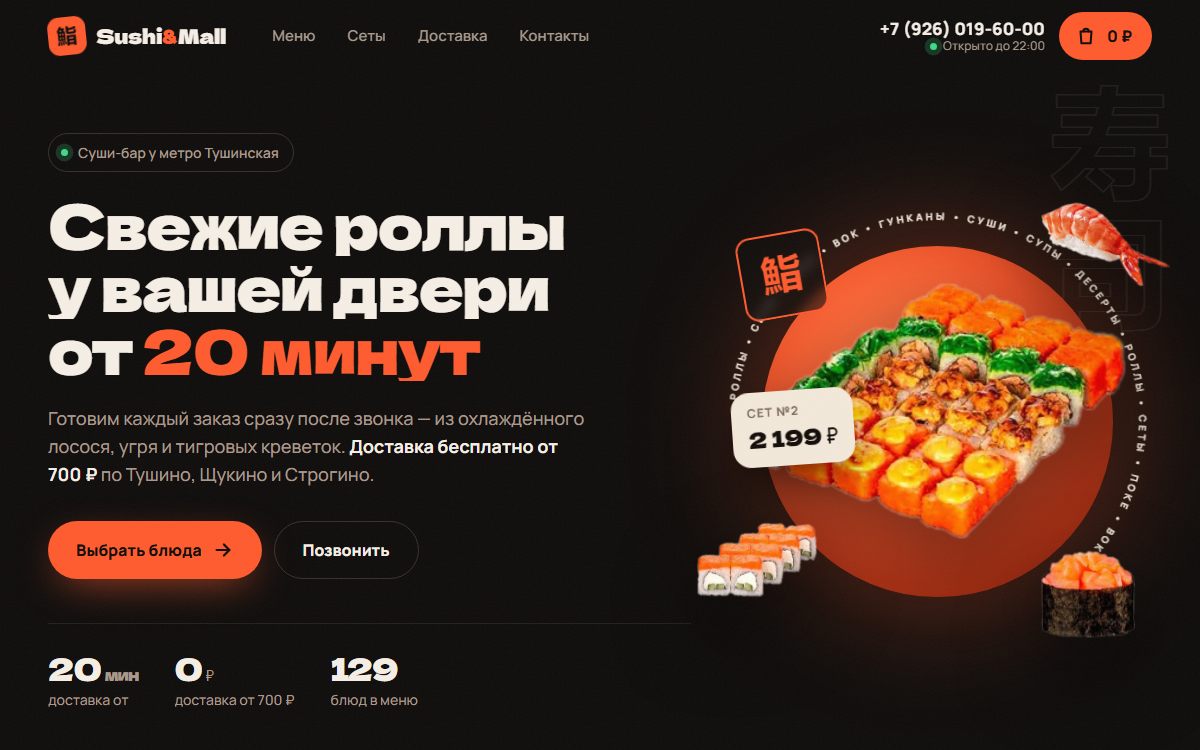 鮨 Sushi&Mall
Меню
Сеты
Доставка
Контакты
+7 (926) 019-60-00
Открыто до 22:00
0 ₽
Суши-бар у метро Тушинская
Свежие роллы
у вашей двери
от 20 минут
Готовим каждый заказ сразу после звонка — из охлаждённого
лосося, угря и тигровых креветок. Доставка бесплатно от
700 ₽ по Тушино, Щукино и Строгино.
Выбрать блюда →
Позвонить
20 мин
доставка от
0 ₽
доставка от 700 ₽
129
блюд в меню
寿司
鮨
РОЛЛЫ • С
• ВОК • ГУНКАНЫ • СУШИ • СУПЫ • ДЕСЕРТЫ • РОЛЛЫ • СЕТЫ • ПОКЕ • ВОК
СЕТ №2
2 199 ₽